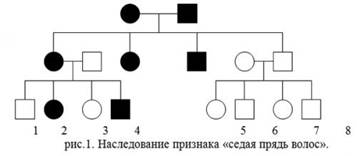 1 2 3 4 5 6 7 8
рис.1. Наследование признака «седая прядь волос».